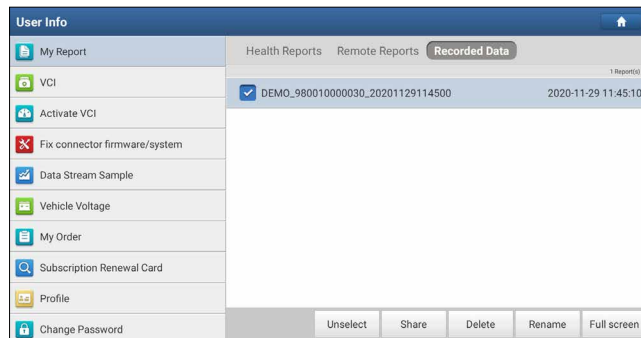 User Info
My Report
VCI
Activate VCI
Fix connector firmware/system
Data Stream Sample
Vehicle Voltage
My Order
Subscription Renewal Card
Profile
Change Password
Health Reports Remote Reports Recorded Data
1 Report(s)
DEMO_980010000030_20201129114500 2020-11-29 11:45:10
Unselect Share Delete Rename Full screen